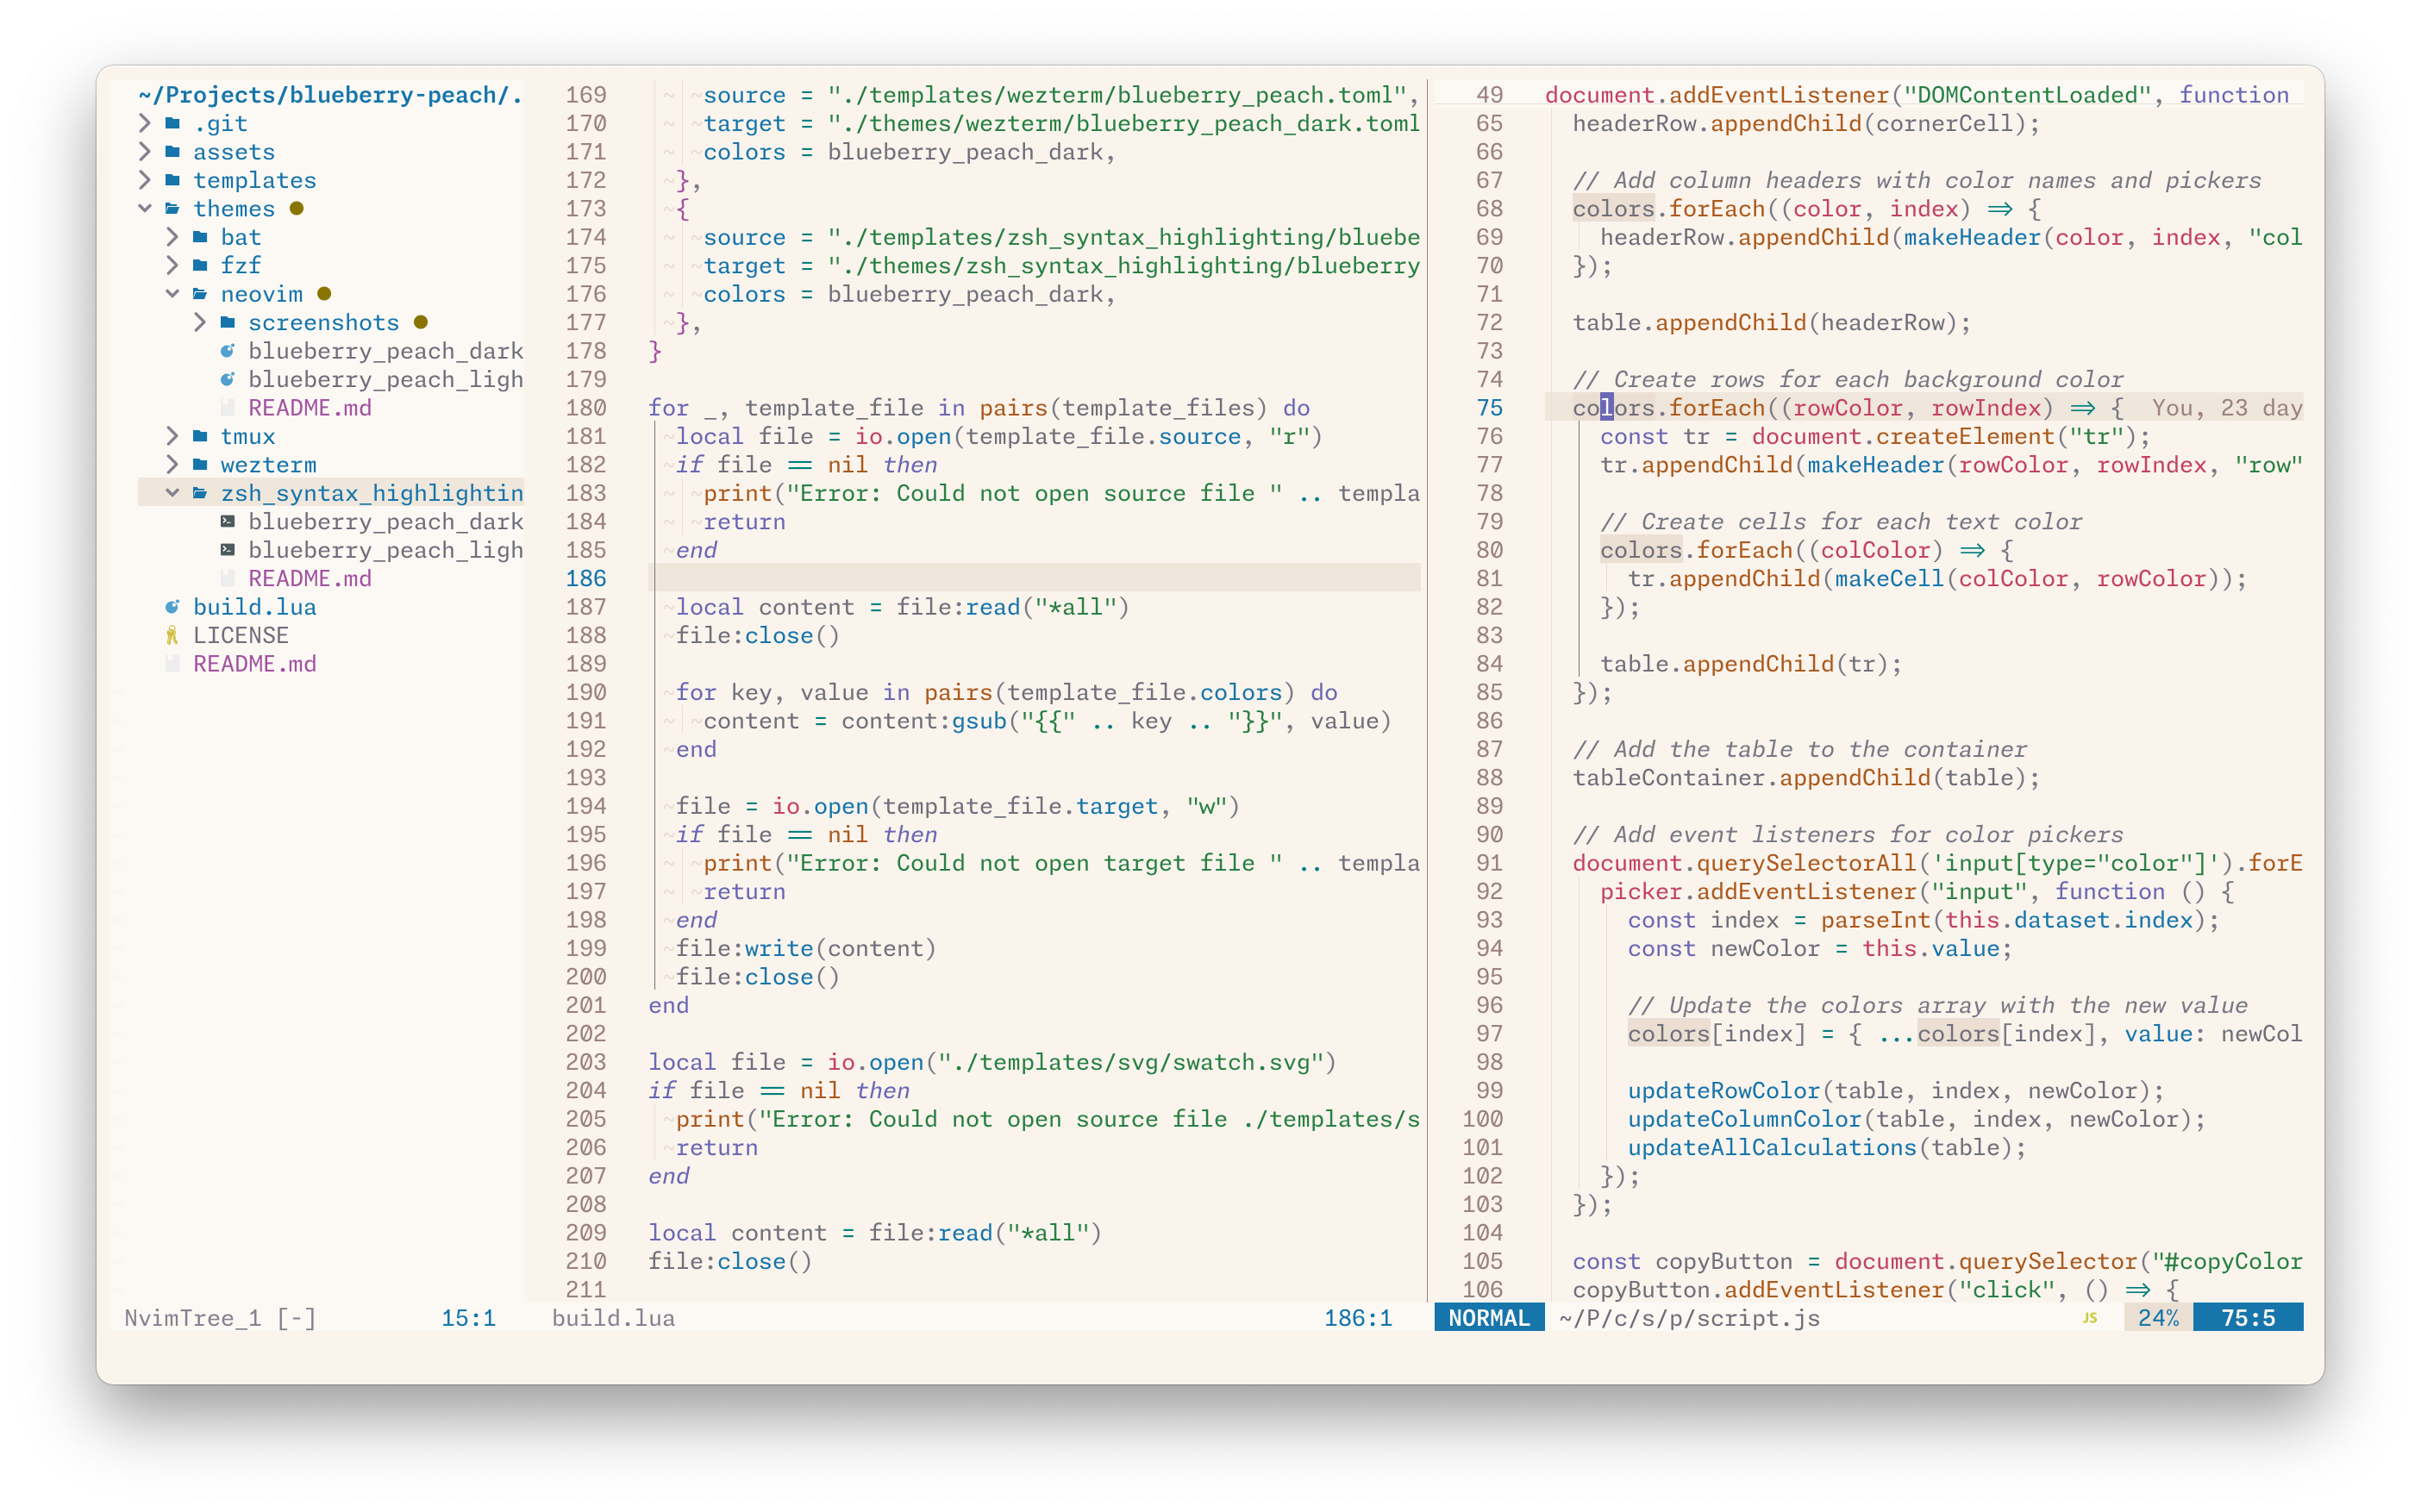 ~/Projects/blueberry-peach/.
.git
assets
templates
themes
bat
fzf
neovim
screenshots
blueberry_peach_dark
blueberry_peach_ligh
README.md
tmux
wezterm
zsh_syntax_highlightin
blueberry_peach_dark
blueberry_peach_ligh
README.md
build.lua
LICENSE
README.md
NvimTree_1 [-] 15:1
169 ~ ~source = "./templates/wezterm/blueberry_peach.toml",
170 ~ ~target = "./themes/wezterm/blueberry_peach_dark.toml
171 ~ ~colors = blueberry_peach_dark,
172 ~},
173 ~{
174 ~ ~source = "./templates/zsh_syntax_highlighting/bluebe
175 ~ ~target = "./themes/zsh_syntax_highlighting/blueberry
176 ~ ~colors = blueberry_peach_dark,
177 ~},
178 }
179
180 for _, template_file in pairs(template_files) do
181 ~local file = io.open(template_file.source, "r")
182 ~if file == nil then
183 ~ ~print("Error: Could not open source file " .. templa
184 ~ ~return
185 ~end
186
187 ~local content = file:read("*all")
188 ~file:close()
189
190 ~for key, value in pairs(template_file.colors) do
191 ~ ~content = content:gsub("{{" .. key .. "}}", value)
192 ~end
193
194 ~file = io.open(template_file.target, "w")
195 ~if file == nil then
196 ~ ~print("Error: Could not open target file " .. templa
197 ~ ~return
198 ~end
199 ~file:write(content)
200 ~file:close()
201 end
202
203 local file = io.open("./templates/svg/swatch.svg")
204 if file == nil then
205 ~print("Error: Could not open source file ./templates/s
206 ~return
207 end
208
209 local content = file:read("*all")
210 file:close()
211
build.lua 186:1
49 document.addEventListener("DOMContentLoaded", function
65 headerRow.appendChild(cornerCell);
66
67 // Add column headers with color names and pickers
68 colors.forEach((color, index) => {
69 headerRow.appendChild(makeHeader(color, index, "col
70 });
71
72 table.appendChild(headerRow);
73
74 // Create rows for each background color
75 colors.forEach((rowColor, rowIndex) => { You, 23 day
76 const tr = document.createElement("tr");
77 tr.appendChild(makeHeader(rowColor, rowIndex, "row"
78
79 // Create cells for each text color
80 colors.forEach((colColor) => {
81 tr.appendChild(makeCell(colColor, rowColor));
82 });
83
84 table.appendChild(tr);
85 });
86
87 // Add the table to the container
88 tableContainer.appendChild(table);
89
90 // Add event listeners for color pickers
91 document.querySelectorAll('input[type="color"]').forE
92 picker.addEventListener("input", function () {
93 const index = parseInt(this.dataset.index);
94 const newColor = this.value;
95
96 // Update the colors array with the new value
97 colors[index] = { ...colors[index], value: newCol
98
99 updateRowColor(table, index, newColor);
100 updateColumnColor(table, index, newColor);
101 updateAllCalculations(table);
102 });
103 });
104
105 const copyButton = document.querySelector("#copyColor
106 copyButton.addEventListener("click", () => {
NORMAL ~/P/c/s/p/script.js JS 24% 75:5